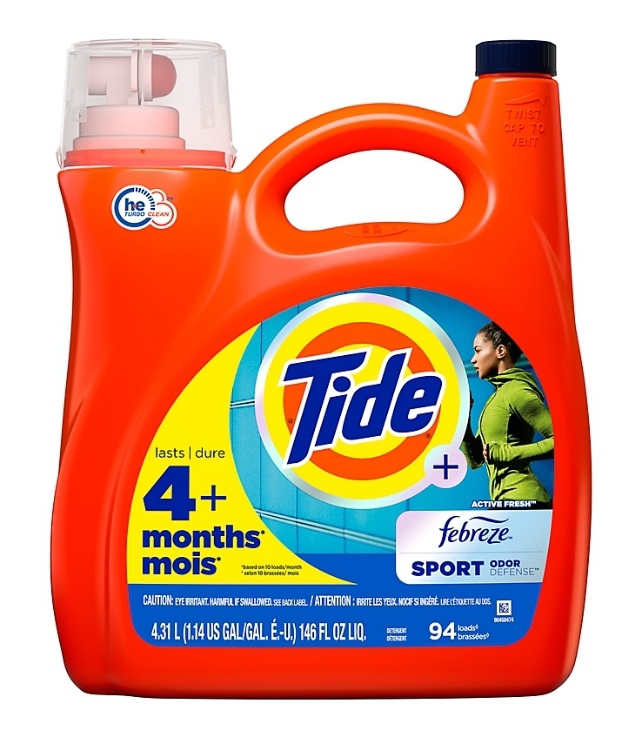 TWIST
CAP TO
VENT
he
TURBO CLEAN
Tide
+
lasts | dure
4+
months*
mois*
*based on 10 loads/month
* selon 10 brassées/ mois
ACTIVE FRESH™
febreze™
SPORT ODOR
DEFENSE™
CAUTION: EYE IRRITANT. HARMFUL IF SWALLOWED. SEE BACK LABEL. / ATTENTION : IRRITE LES YEUX. NOCIF SI INGÉRÉ. LIRE L'ÉTIQUETTE AU DOS.
4.31 L (1.14 US GAL/GAL. É.-U.) 146 FL OZ LIQ.
DETERGENT
DÉTERGENT
94 loads◊
brassées◊